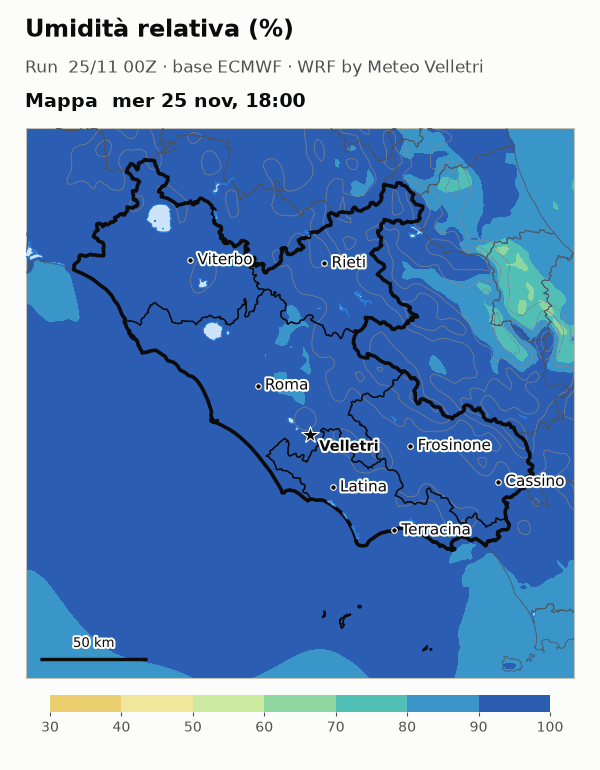 Umidità relativa (%)
Run 25/11 00Z · base ECMWF · WRF by Meteo Velletri
Mappa mer 25 nov, 18:00
Viterbo
Rieti
Roma
Velletri
Frosinone
Latina
Cassino
Terracina
50 km
30 40 50 60 70 80 90 100